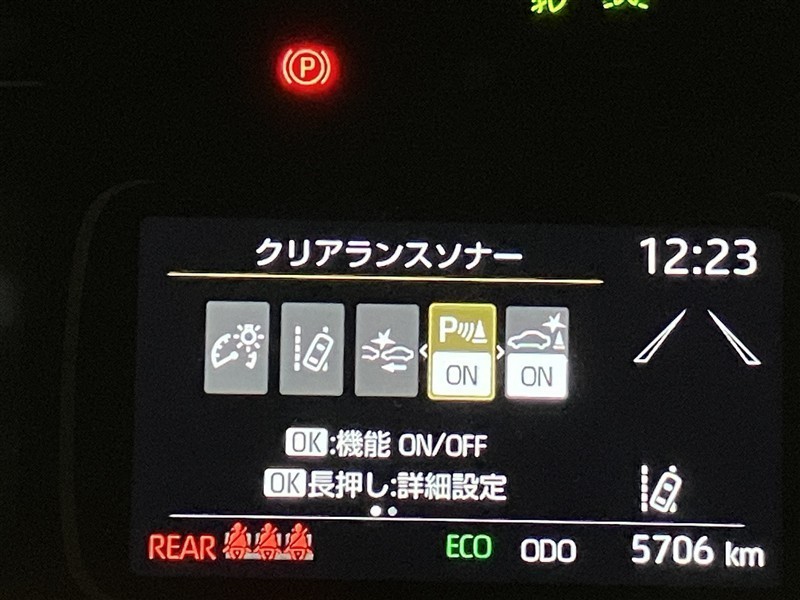 P
クリアランスソナー
12:23
P
ON
ON
OK:機能 ON/OFF
OK長押し:詳細設定
REAR
ECO
ODO
5706 km